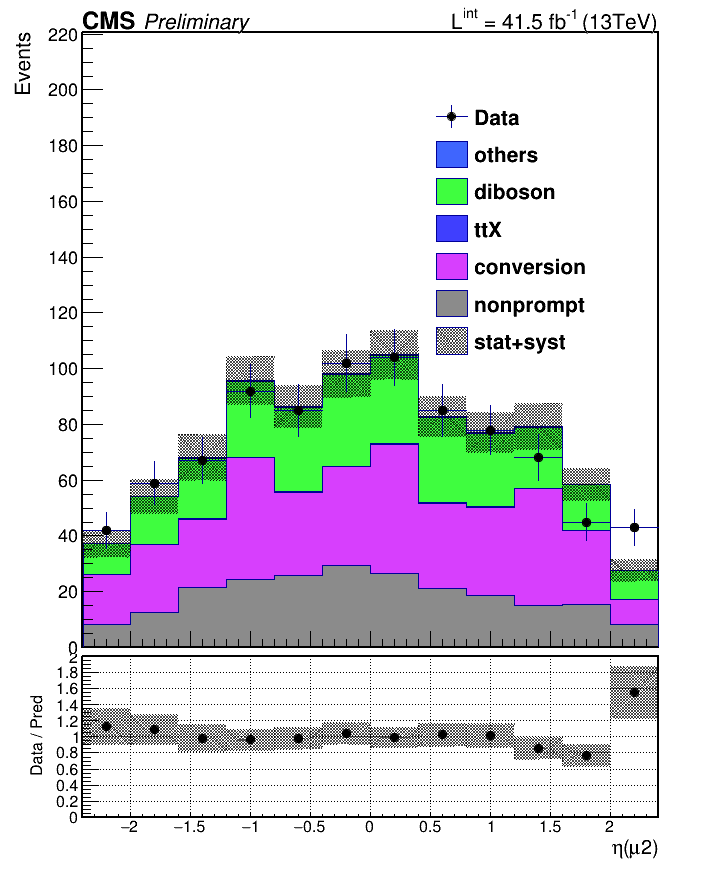 CMS Preliminary L^int = 41.5 fb^-1 (13TeV)
Events
220
200
180
160
140
120
100
80
60
40
20
0
Data
others
diboson
ttX
conversion
nonprompt
stat+syst
Data / Pred
2
1.8
1.6
1.4
1.2
1
0.8
0.6
0.4
0.2
0
−2 −1.5 −1 −0.5 0 0.5 1 1.5 2
η(μ2)